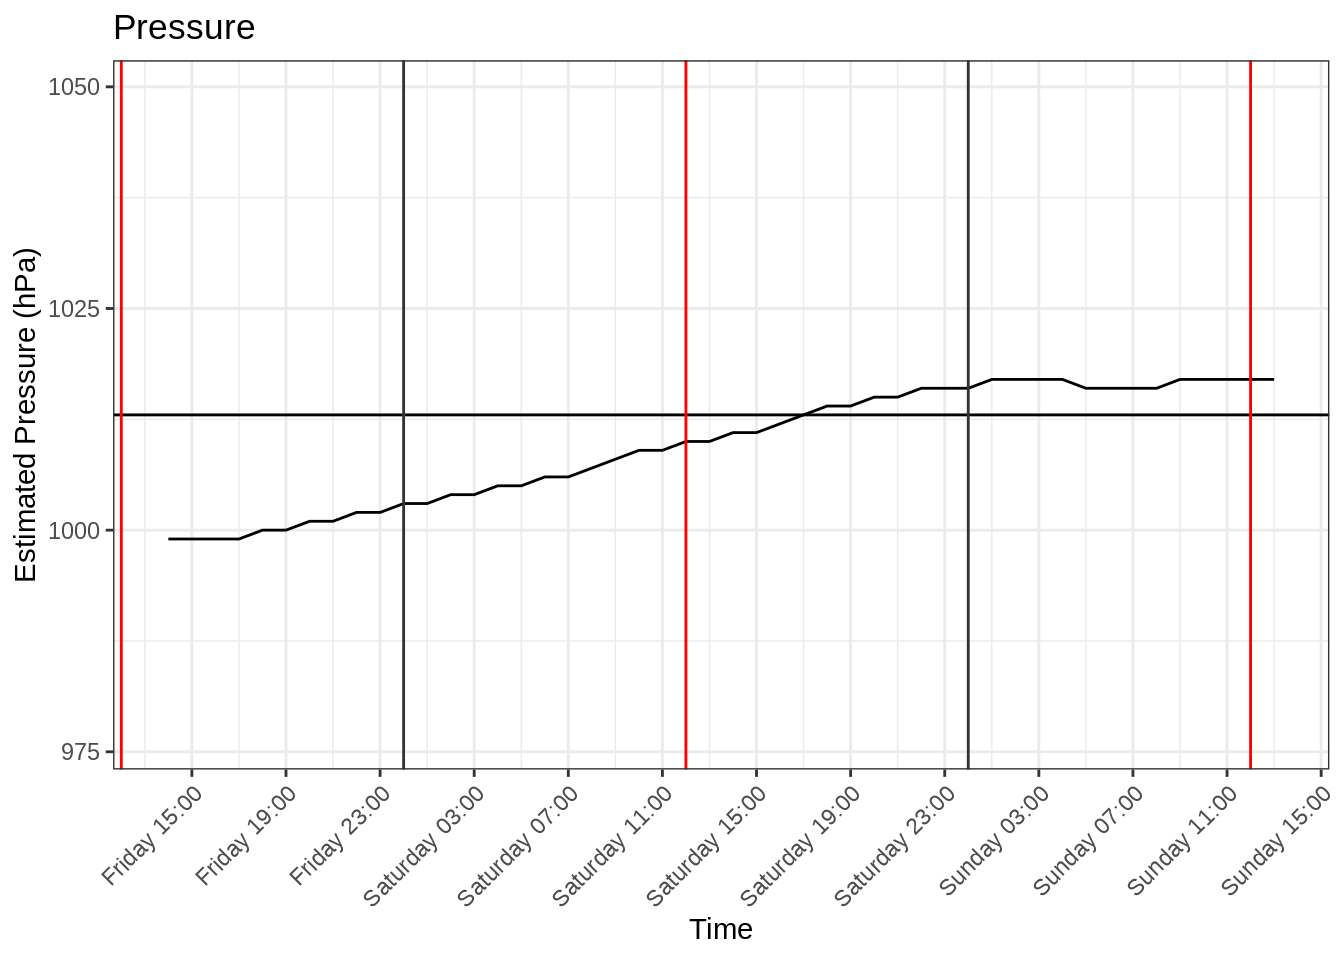 Pressure
Estimated Pressure (hPa)
1050
1025
1000
975
Friday 15:00
Friday 19:00
Friday 23:00
Saturday 03:00
Saturday 07:00
Saturday 11:00
Saturday 15:00
Saturday 19:00
Saturday 23:00
Sunday 03:00
Sunday 07:00
Sunday 11:00
Sunday 15:00
Time